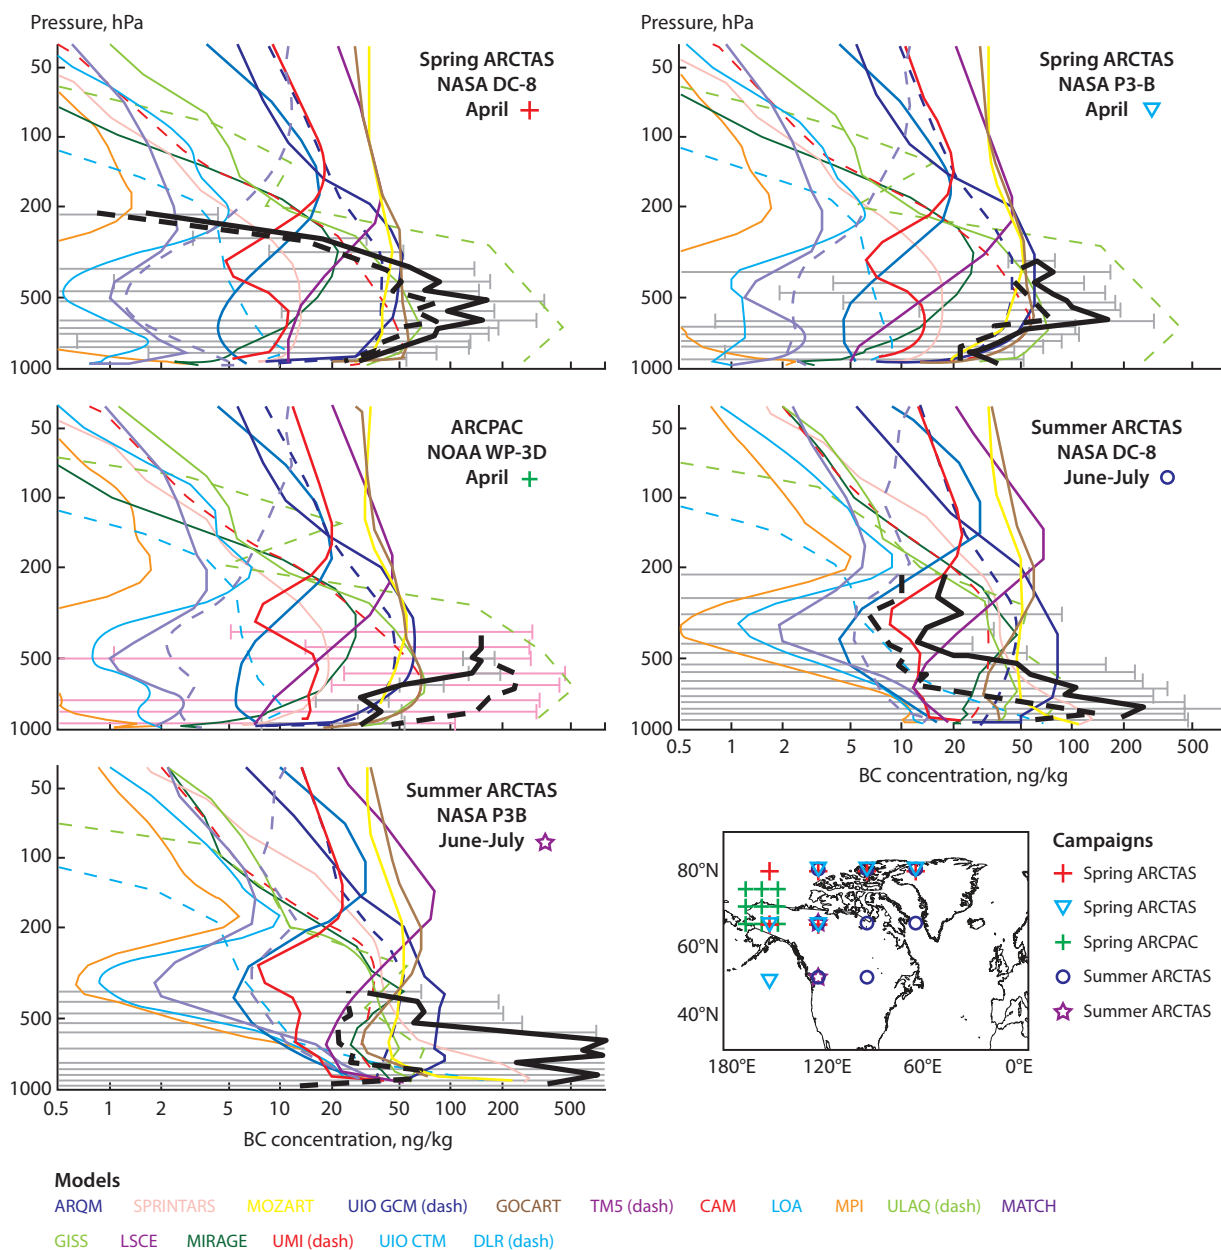 Pressure, hPa
50
100
200
500
1000
Spring ARCTAS
NASA DC-8
April
Pressure, hPa
50
100
200
500
1000
Spring ARCTAS
NASA P3-B
April
50
100
200
500
1000
ARCPAC
NOAA WP-3D
April
50
100
200
500
1000
Summer ARCTAS
NASA DC-8
June-July
0.5 1 2 5 10 20 50 100 200 500
BC concentration, ng/kg
50
100
200
500
1000
Summer ARCTAS
NASA P3B
June-July
0.5 1 2 5 10 20 50 100 200 500
BC concentration, ng/kg
80°N
60°N
40°N
180°E 120°E 60°E 0°E
Campaigns
Spring ARCTAS
Spring ARCTAS
Spring ARCPAC
Summer ARCTAS
Summer ARCTAS
Models
ARQM SPRINTARS MOZART UIO GCM (dash) GOCART TM5 (dash) CAM LOA MPI ULAQ (dash) MATCH
GISS LSCE MIRAGE UMI (dash) UIO CTM DLR (dash)